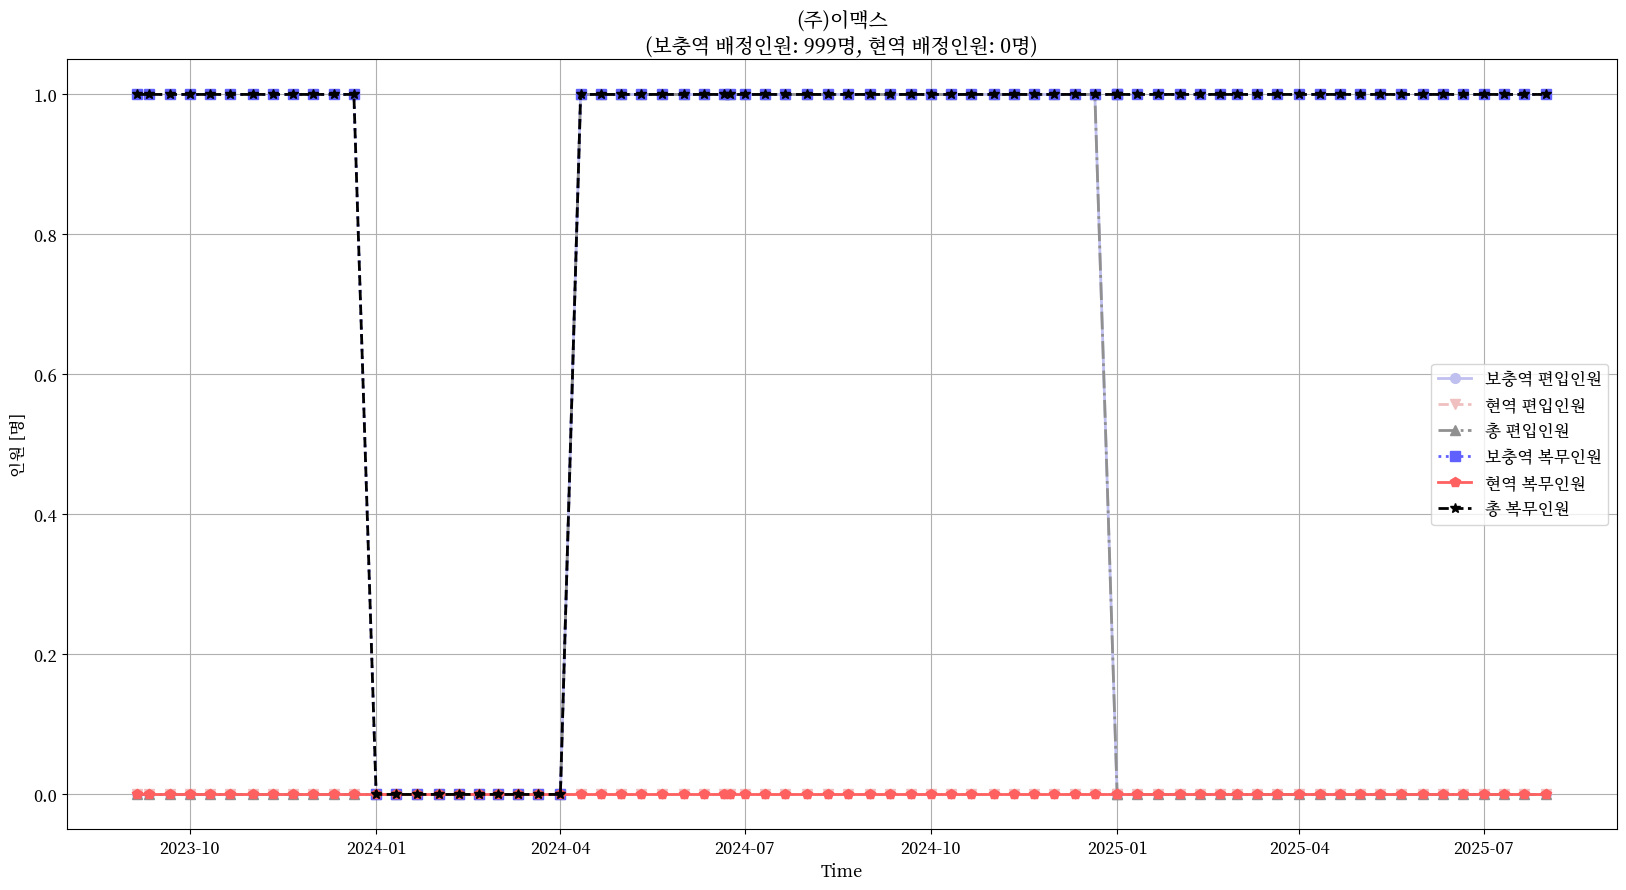 (주)이맥스
(보충역 배정인원: 999명, 현역 배정인원: 0명)
인원 [명]
1.0
0.8
0.6
0.4
0.2
0.0
보충역 편입인원
현역 편입인원
총 편입인원
보충역 복무인원
현역 복무인원
총 복무인원
2023-10
2024-01
2024-04
2024-07
2024-10
2025-01
2025-04
2025-07
Time